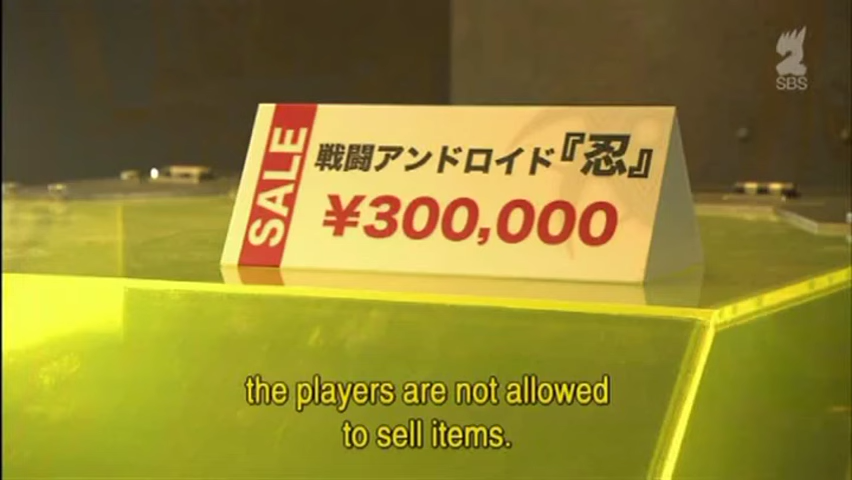 2
SBS
SALE
戦闘アンドロイド『忍』
¥300,000
the players are not allowed
to sell items.